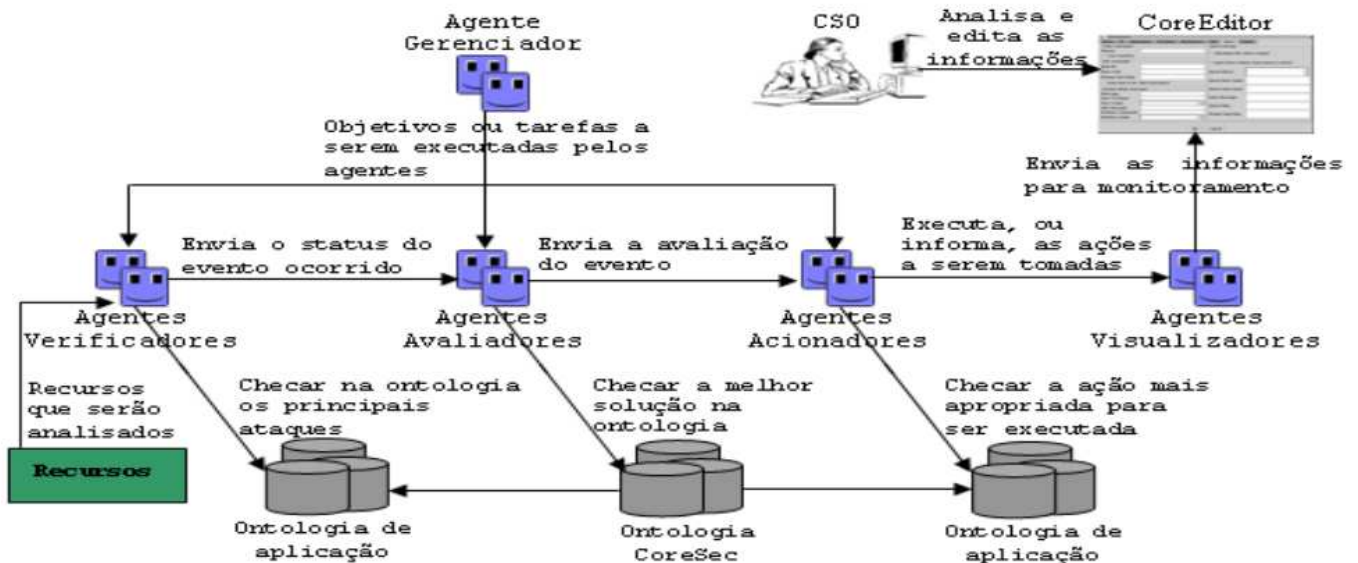 Agente
Gerenciador
CSO
Analisa e
edita as
informações
CoreEditor
Objetivos ou tarefas a
serem executadas pelos
agentes
Envia as informações
para monitoramento
Envia o status do
evento ocorrido
Envia a avaliação
do evento
Executa, ou
informa, as ações
a serem tomadas
Agentes
Verificadores
Agentes
Avaliadores
Agentes
Acionadores
Agentes
Visualizadores
Recursos
que serão
analisados
Checar na ontologia
os principais
ataques
Checar a melhor
solução na
ontologia
Checar a ação mais
apropriada para
ser executada
Recursos
Ontologia de
aplicação
Ontologia
CoreSec
Ontologia de
aplicação